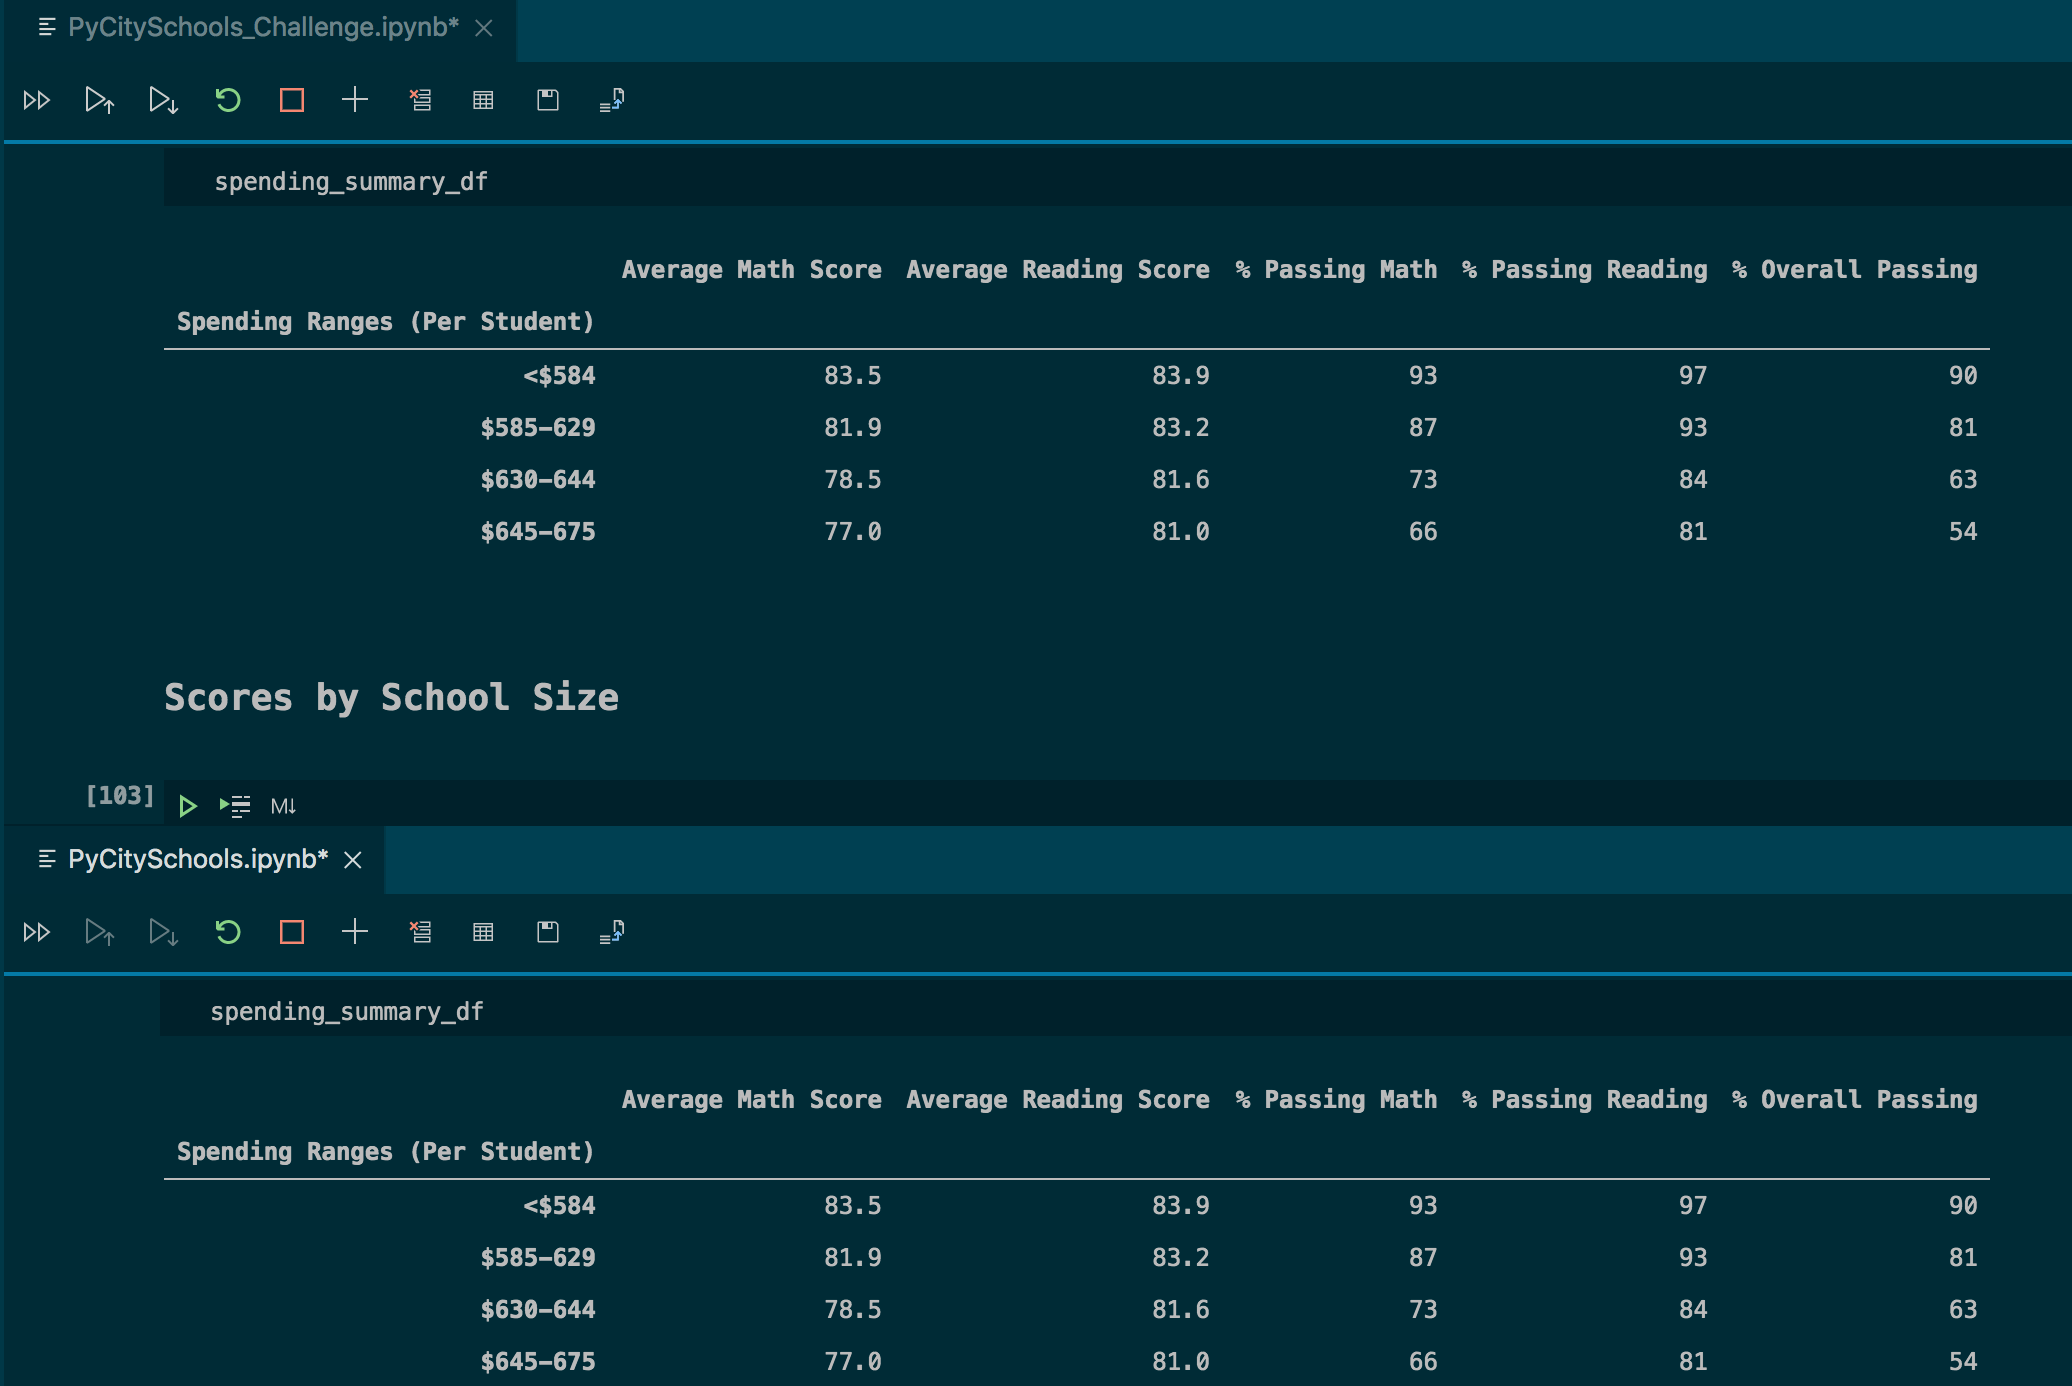 PyCitySchools_Challenge.ipynb*
spending_summary_df
Average Math Score Average Reading Score % Passing Math % Passing Reading % Overall Passing
Spending Ranges (Per Student)
<$584 83.5 83.9 93 97 90
$585-629 81.9 83.2 87 93 81
$630-644 78.5 81.6 73 84 63
$645-675 77.0 81.0 66 81 54
Scores by School Size
[103] M↓
PyCitySchools.ipynb*
spending_summary_df
Average Math Score Average Reading Score % Passing Math % Passing Reading % Overall Passing
Spending Ranges (Per Student)
<$584 83.5 83.9 93 97 90
$585-629 81.9 83.2 87 93 81
$630-644 78.5 81.6 73 84 63
$645-675 77.0 81.0 66 81 54